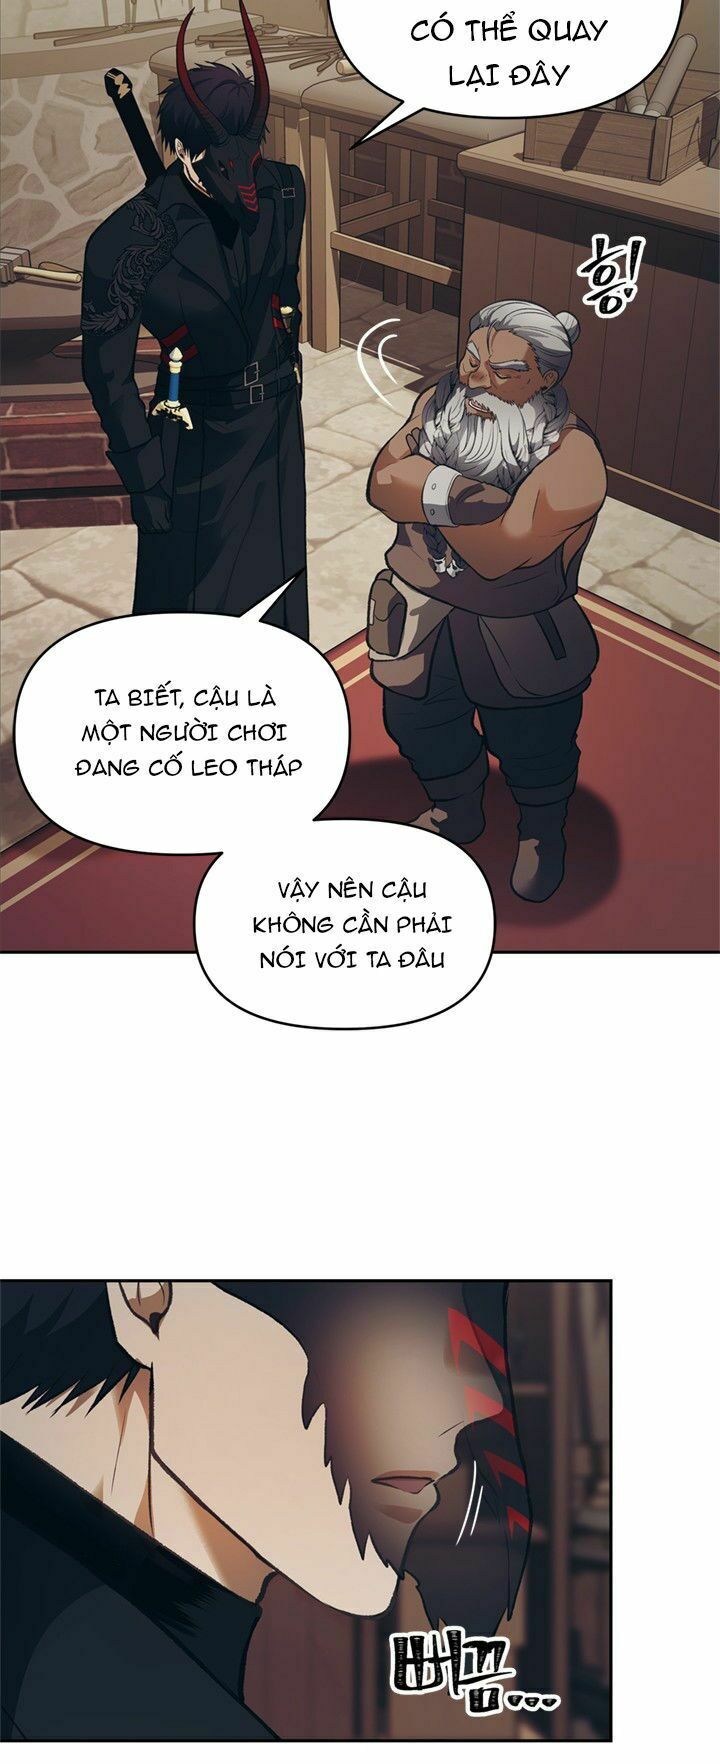 CÓ THỂ QUAY
LẠI ĐÂY
흥!
TA BIẾT, CẬU LÀ
MỘT NGƯỜI CHƠI
ĐANG CỐ LEO THÁP
VẬY NÊN CẬU
KHÔNG CẦN PHẢI
NÓI VỚI TA ĐÂU
뻐끔...